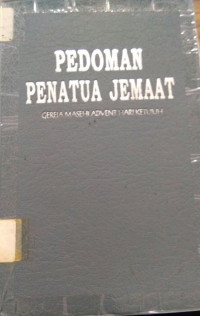 PEDOMAN
PENATUA JEMAAT
GEREJA MASEHI ADVENT HARI KETUJUH